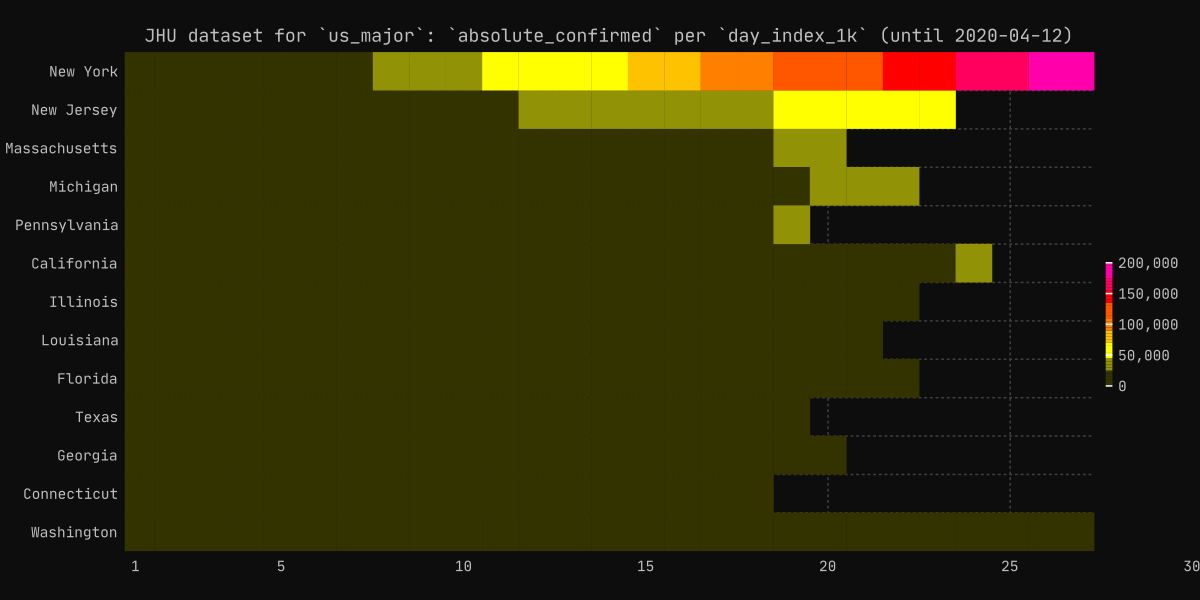 JHU dataset for `us_major`: `absolute_confirmed` per `day_index_1k` (until 2020-04-12)
New York
New Jersey
Massachusetts
Michigan
Pennsylvania
California
Illinois
Louisiana
Florida
Texas
Georgia
Connecticut
Washington
200,000
150,000
100,000
50,000
0
1 5 10 15 20 25 30